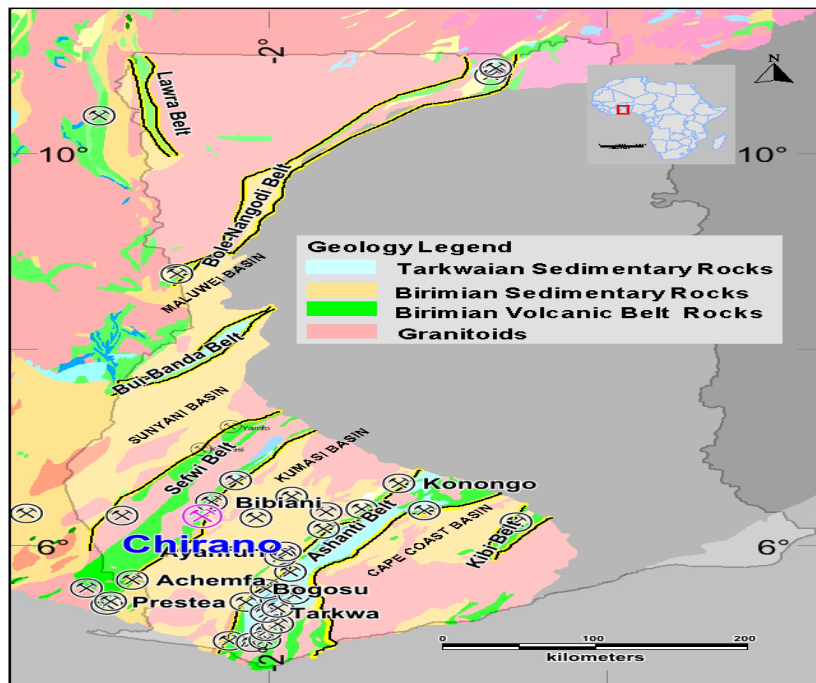 -2°
N
Lawra Belt
10°
10°
Bole-Nangodi Belt
Geology Legend
Tarkwaian Sedimentary Rocks
Birimian Sedimentary Rocks
Birimian Volcanic Belt Rocks
Granitoids
MALUWEI BASIN
Bui-Banda Belt
SUNYANI BASIN
Yamfo
Sefwi Belt
KUMASI BASIN
Konongo
Bibiani
Ashanti Belt
CAPE COAST BASIN
Kibi Belt
Chirano
6°
6°
Achemfa
Bogosu
Prestea
Tarkwa
-2°
0 100 200
kilometers